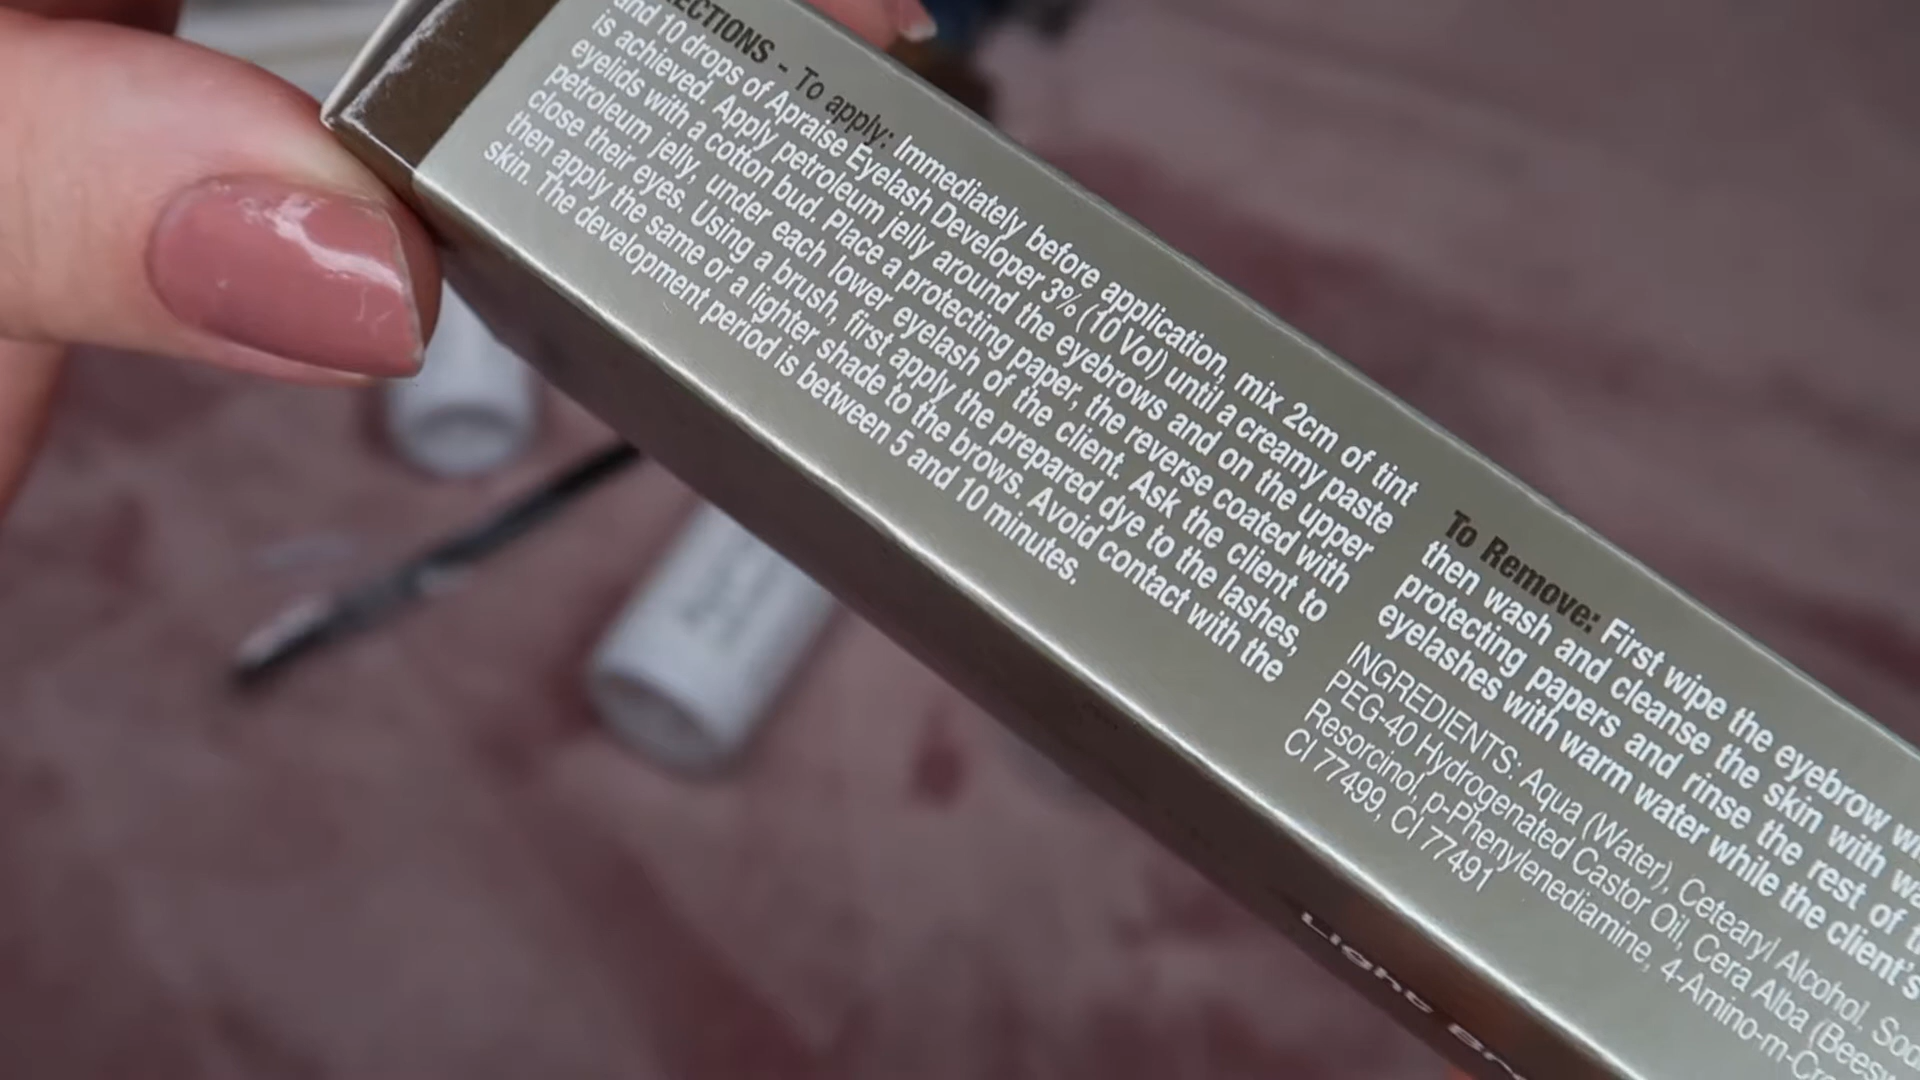 ECTIONS - To apply: Immediately before application, mix 2cm of tint
and 10 drops of Apraise Eyelash Developer 3% (10 Vol) until a creamy paste
is achieved. Apply petroleum jelly around the eyebrows and on the upper
eyelids with a cotton bud. Place a protecting paper, the reverse coated with
petroleum jelly, under each lower eyelash of the client. Ask the client to
close their eyes. Using a brush, first apply the prepared dye to the lashes,
then apply the same or a lighter shade to the brows. Avoid contact with the
skin. The development period is between 5 and 10 minutes.
To Remove: First wipe the eyebrow
then wash and cleanse the skin with
protecting papers and rinse the rest of
eyelashes with warm water while the client's
INGREDIENTS: Aqua (Water), Cetearyl Alcohol,
PEG-40 Hydrogenated Castor Oil, Cera Alba
Resorcinol, p-Phenylenediamine, 4-Amino-m-
CI 77499, CI 77491
Light